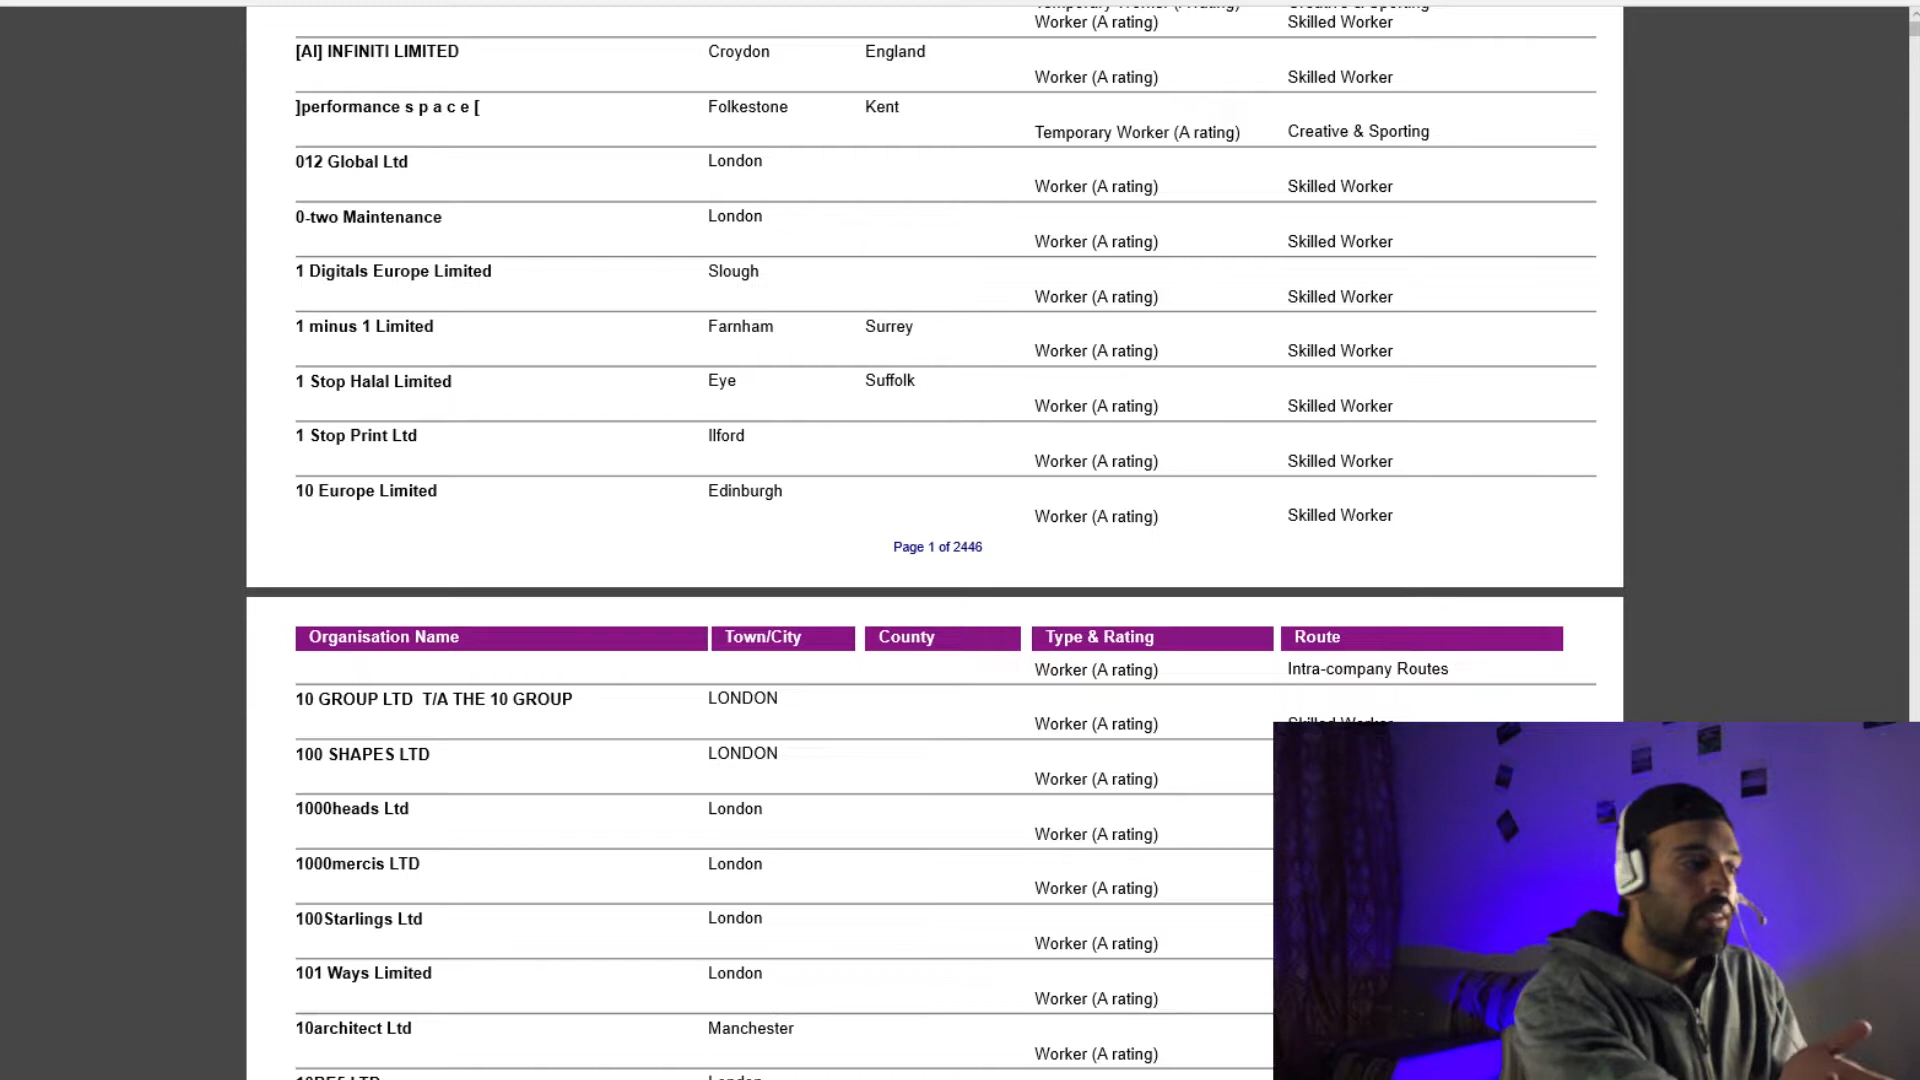 Worker (A rating) Skilled Worker
[AI] INFINITI LIMITED Croydon England
Worker (A rating) Skilled Worker
]performance s p a c e [ Folkestone Kent
Temporary Worker (A rating) Creative & Sporting
012 Global Ltd London
Worker (A rating) Skilled Worker
0-two Maintenance London
Worker (A rating) Skilled Worker
1 Digitals Europe Limited Slough
Worker (A rating) Skilled Worker
1 minus 1 Limited Farnham Surrey
Worker (A rating) Skilled Worker
1 Stop Halal Limited Eye Suffolk
Worker (A rating) Skilled Worker
1 Stop Print Ltd Ilford
Worker (A rating) Skilled Worker
10 Europe Limited Edinburgh
Worker (A rating) Skilled Worker
Page 1 of 2446
Organisation Name Town/City County Type & Rating Route
Worker (A rating) Intra-company Routes
10 GROUP LTD T/A THE 10 GROUP LONDON
Worker (A rating)
100 SHAPES LTD LONDON
Worker (A rating)
1000heads Ltd London
Worker (A rating)
1000mercis LTD London
Worker (A rating)
100Starlings Ltd London
Worker (A rating)
101 Ways Limited London
Worker (A rating)
10architect Ltd Manchester
Worker (A rating)